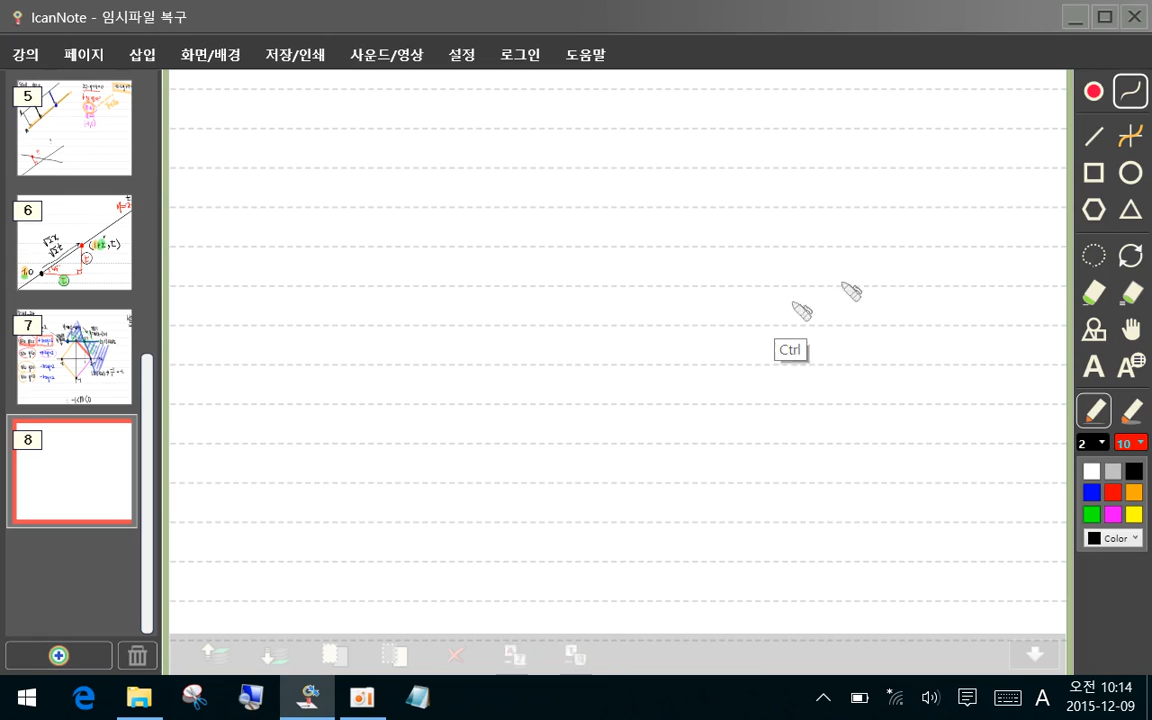 IcanNote - 임시파일 복구
강의 페이지 삽입 화면/배경 저장/인쇄 사운드/영상 설정 로그인 도움말
5
6
7
8
Ctrl
A A
2 10
Color
A 오전 10:14
2015-12-09